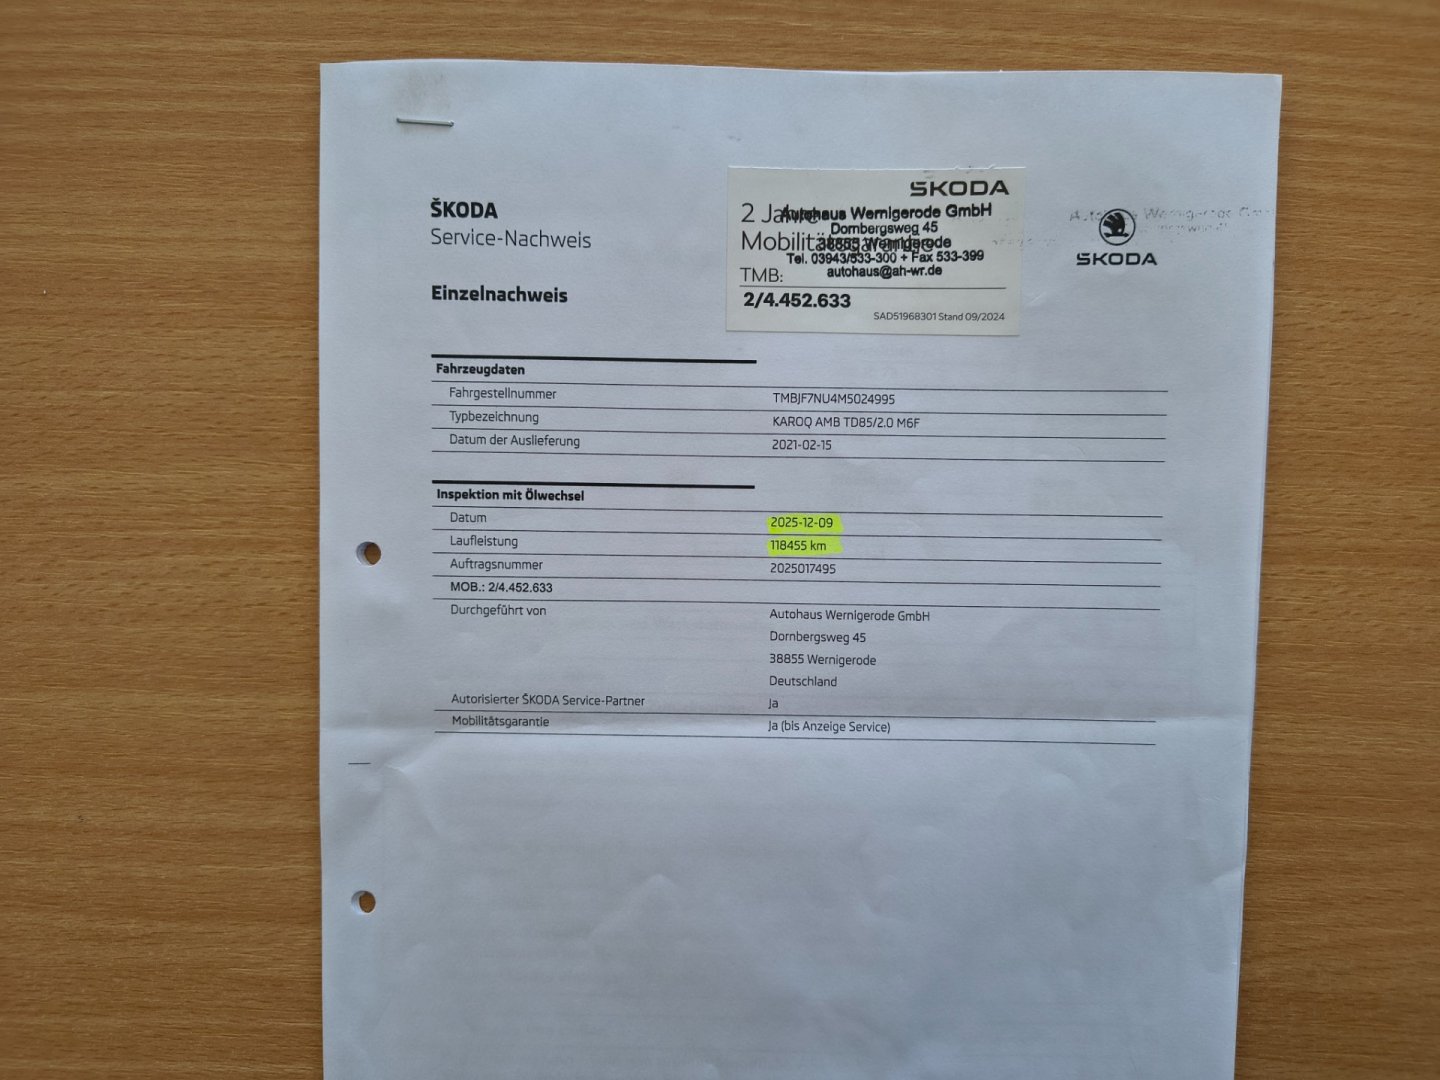 ŠKODA
Service-Nachweis
Einzelnachweis
ŠKODA
2 Jahre
Mobilitätsgarantie
TMB:
2/4.452.633
SAD51968301 Stand 09/2024
Autohaus Wernigerode GmbH
Dornbergsweg 45
38855 Wernigerode
Tel. 03943/533-300 + Fax 533-399
autohaus@ah-wr.de
ŠKODA
Fahrzeugdaten
Fahrgestellnummer TMBJF7NU4M5024995
Typbezeichnung KAROQ AMB TD85/2.0 M6F
Datum der Auslieferung 2021-02-15
Inspektion mit Ölwechsel
Datum 2025-12-09
Laufleistung 118455 km
Auftragsnummer 2025017495
MOB.: 2/4.452.633
Durchgeführt von Autohaus Wernigerode GmbH
Dornbergsweg 45
38855 Wernigerode
Deutschland
Autorisierter ŠKODA Service-Partner Ja
Mobilitätsgarantie Ja (bis Anzeige Service)